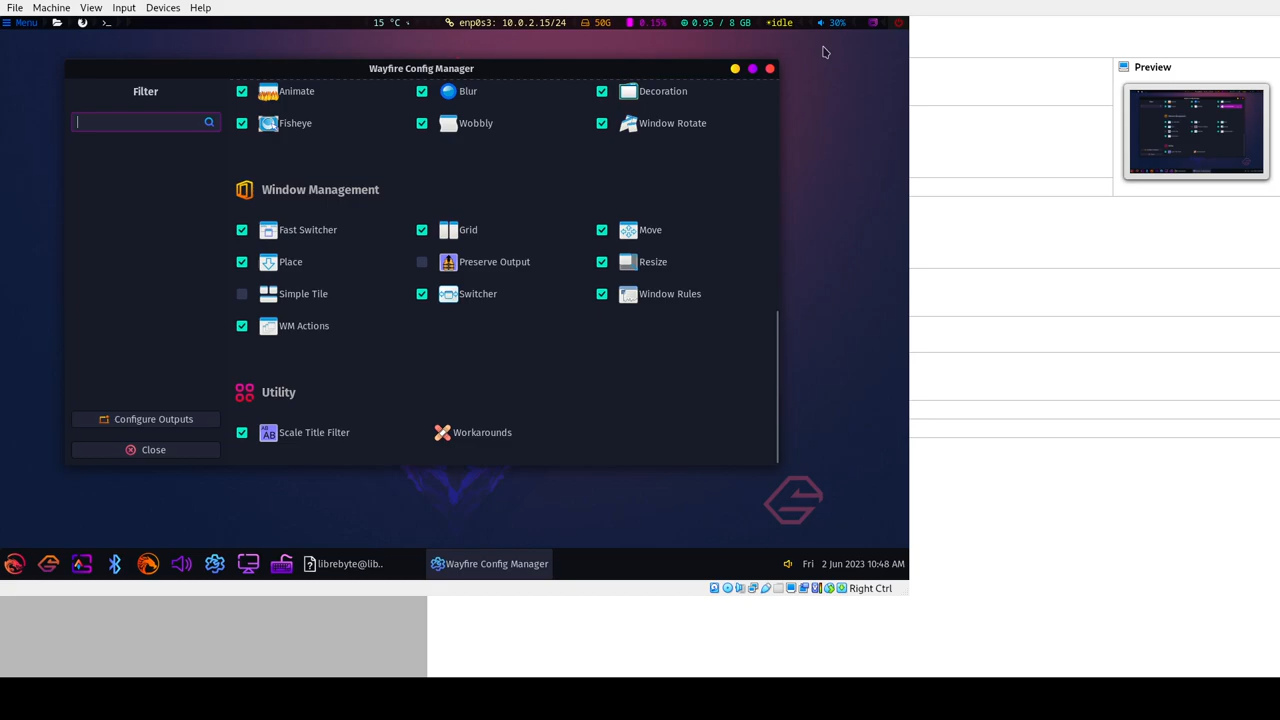 File Machine View Input Devices Help
Menu >_ 15 °C enp0s3: 10.0.2.15/24 50G 0.15% 0.95 / 8 GB idle 30%
Wayfire Config Manager
Preview
Filter
Animate Blur Decoration
Fisheye Wobbly Window Rotate
Window Management
Fast Switcher Grid Move
Place Preserve Output Resize
Simple Tile Switcher Window Rules
WM Actions
Utility
Configure Outputs
Scale Title Filter Workarounds
Close
librebyte@lib.. Wayfire Config Manager Fri 2 Jun 2023 10:48 AM
Right Ctrl